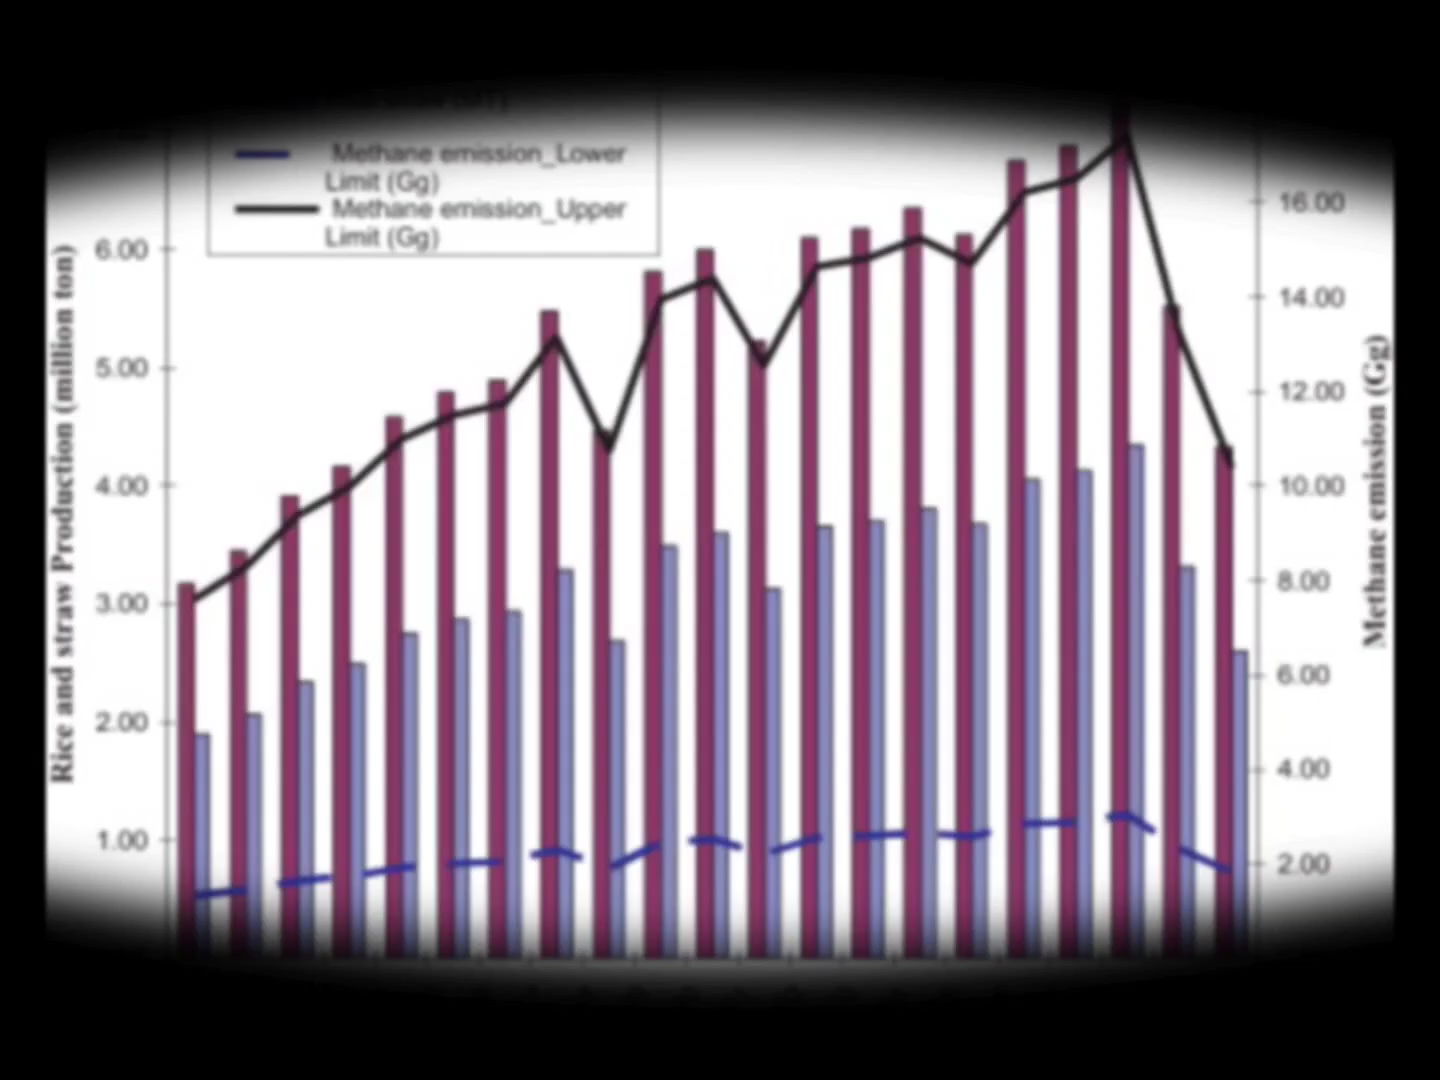 Methane emission_Lower
Limit (Gg)
Methane emission_Upper
Limit (Gg)
Rice and straw Production (million ton)
6.00
5.00
4.00
3.00
2.00
1.00
16.00
14.00
12.00
10.00
8.00
6.00
4.00
2.00
Methane emission (Gg)